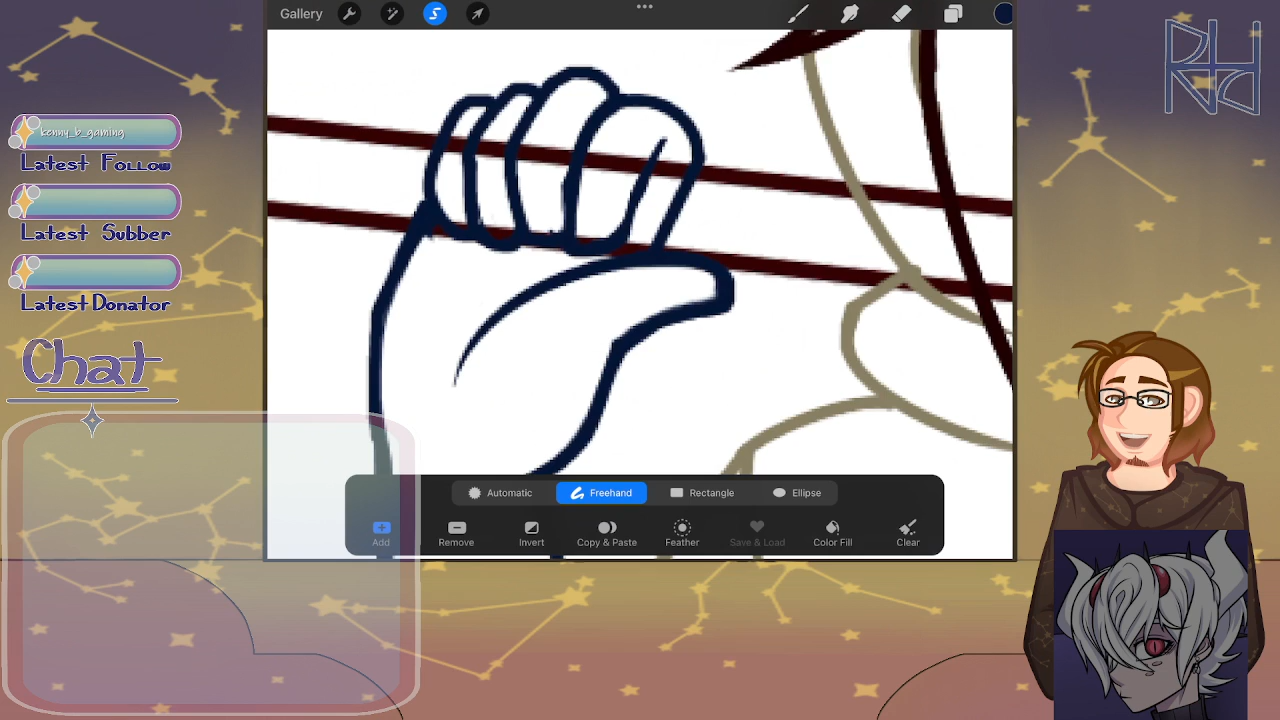 Gallery
kenny_b_gaming
Latest Follow
Latest Subber
Latest Donator
Chat
Automatic
Freehand
Rectangle
Ellipse
Add
Remove
Invert
Copy & Paste
Feather
Save & Load
Color Fill
Clear